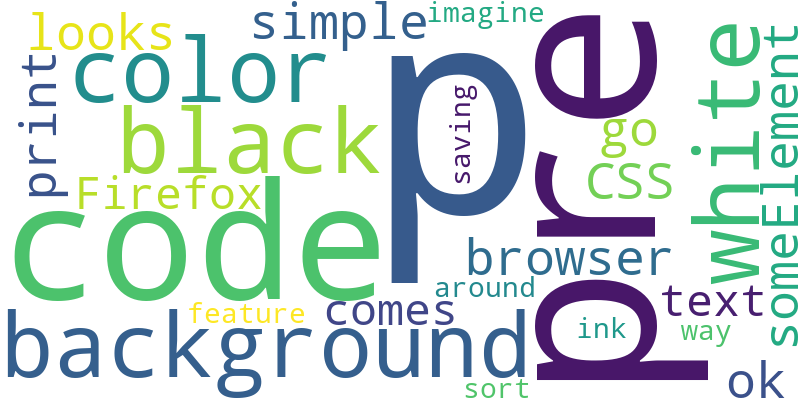 looks
simple
imagine
color
print
black
p
saving
pre
white
someElement
go
CSS
Firefox
code
browser
around
text
feature
comes
background
ink
way
sort
ok